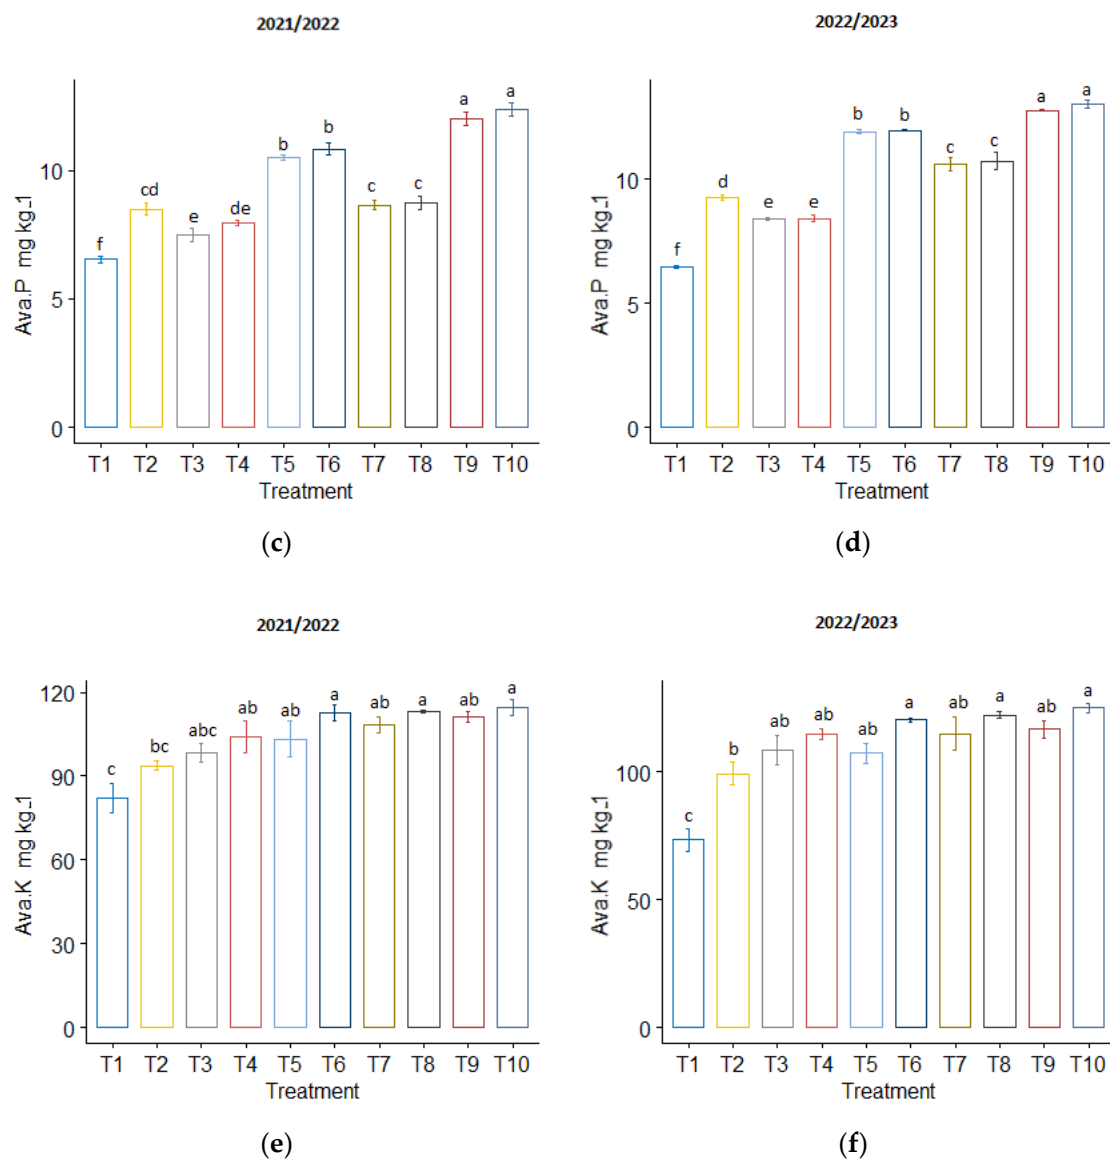 2021/2022
Ava.P mg kg-1
10
5
0
f
cd
e
de
b
b
c
c
a
a
T1 T2 T3 T4 T5 T6 T7 T8 T9 T10
Treatment
(c)
2022/2023
Ava.P mg kg-1
10
5
0
f
d
e
e
b
b
c
c
a
a
T1 T2 T3 T4 T5 T6 T7 T8 T9 T10
Treatment
(d)
2021/2022
Ava.K mg kg-1
120
90
60
30
0
c
bc
abc
ab
ab
a
ab
a
ab
a
T1 T2 T3 T4 T5 T6 T7 T8 T9 T10
Treatment
(e)
2022/2023
Ava.K mg kg-1
100
50
0
c
b
ab
ab
ab
a
ab
a
ab
a
T1 T2 T3 T4 T5 T6 T7 T8 T9 T10
Treatment
(f)